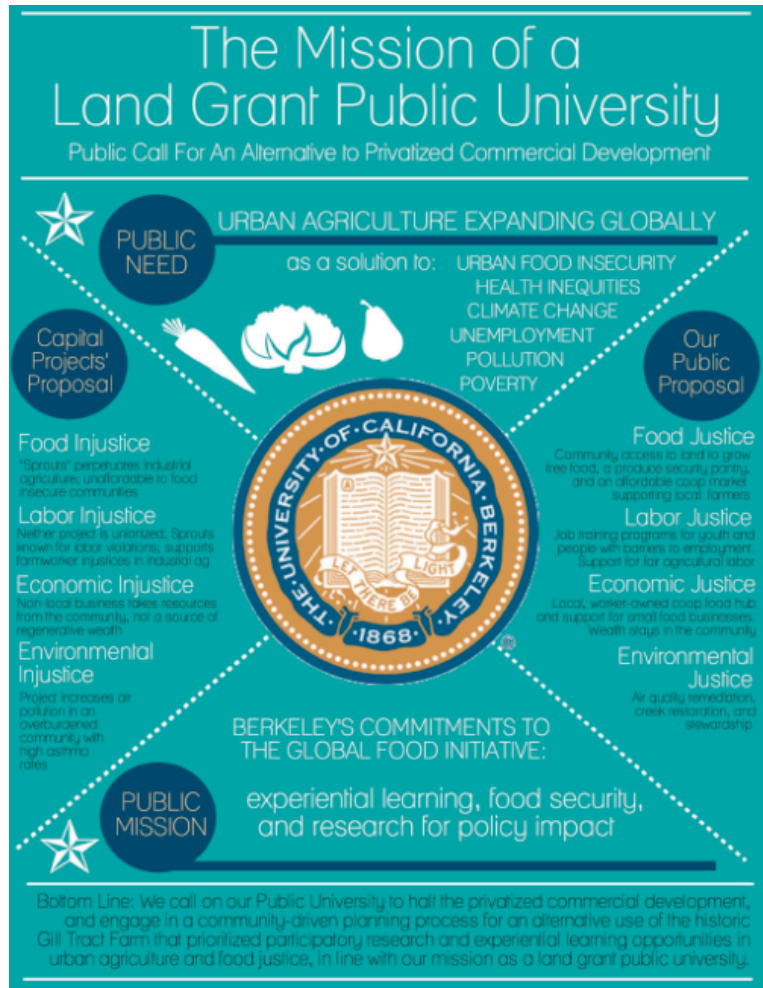 The Mission of a
Land Grant Public University
Public Call For An Alternative to Privatized Commercial Development
PUBLIC
NEED
URBAN AGRICULTURE EXPANDING GLOBALLY
as a solution to:
URBAN FOOD INSECURITY
HEALTH INEQUITIES
CLIMATE CHANGE
UNEMPLOYMENT
POLLUTION
POVERTY
Capital
Projects'
Proposal
Food Injustice
"Sprouts" perpetuates industrial
agriculture; unaffordable to food
insecure communities
Labor Injustice
Neither project is unionized. Sprouts
known for labor violations; supports
farmworker injustices in industial ag
Economic Injustice
Non-local business takes resources
from the community, not a source of
regenerative wealth
Environmental
Injustice
Project increases air
pollution in an
overburdened
community with
high asthma
rates
THE·UNIVERSITY·OF·CALIFORNIA·BERKELEY·
A
LET THERE BE LIGHT
·1868·
®
Our
Public
Proposal
Food Justice
Community access to land to grow
free food, a produce security pantry,
and an affordable coop market
supporting local farmers
Labor Justice
Job training programs for youth and
people with barriers to employment.
Support for fair agricultural labor
Economic Justice
Local, worker-owned coop food hub
and support for small food businesses.
Wealth stays in the community
Environmental
Justice
Air quality remediation,
creek restoration, and
stewardship.
BERKELEY'S COMMITMENTS TO
THE GLOBAL FOOD INITIATIVE:
PUBLIC
MISSION
experiential learning, food security,
and research for policy impact
Bottom Line: We call on our Public University to halt the privatized commercial development,
and engage in a community-driven planning process for an alternative use of the historic
Gill Tract Farm that prioritized participatory research and experiential learning opportunities in
urban agriculture and food justice, in line with our mission as a land grant public university.